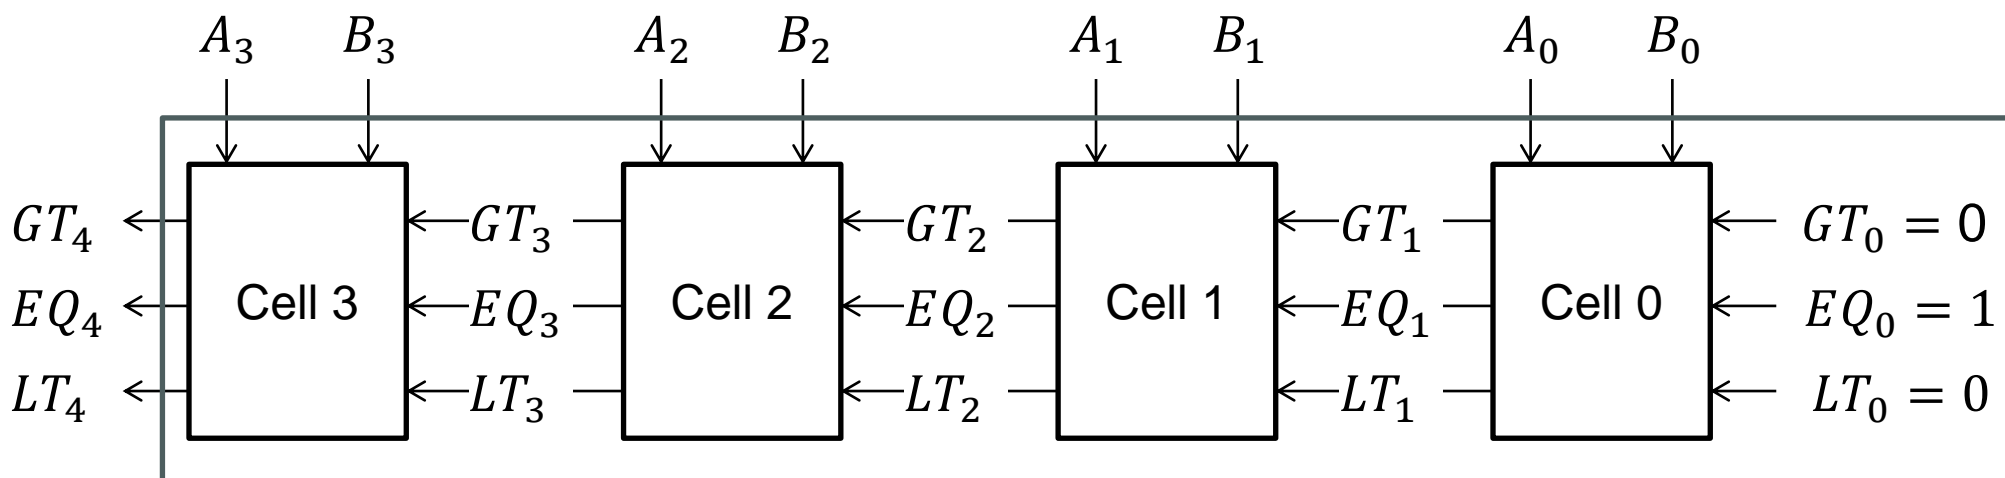 A₃ B₃ A₂ B₂ A₁ B₁ A₀ B₀
GT₄ GT₃ GT₂ GT₁ GT₀ = 0
EQ₄ Cell 3 EQ₃ Cell 2 EQ₂ Cell 1 EQ₁ Cell 0 EQ₀ = 1
LT₄ LT₃ LT₂ LT₁ LT₀ = 0